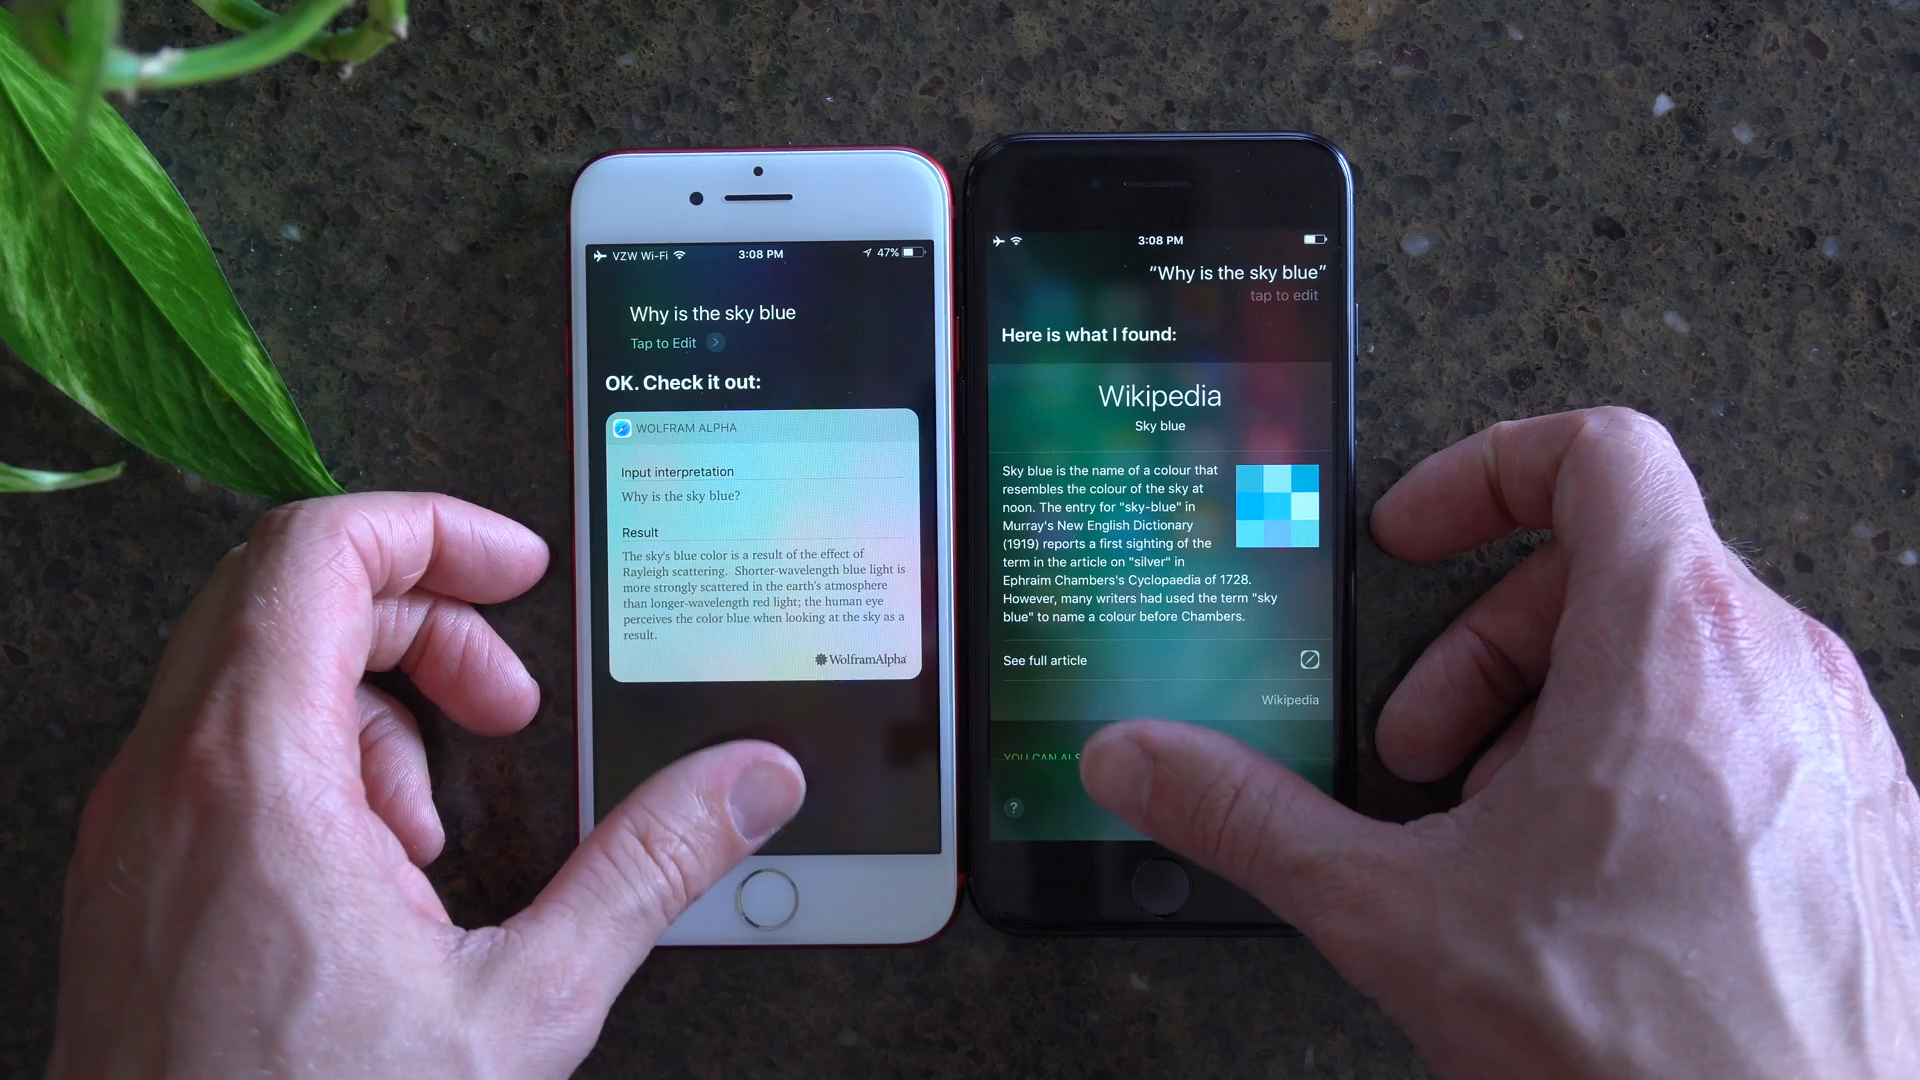 VZW Wi-Fi 3:08 PM 47%
Why is the sky blue
Tap to Edit
OK. Check it out:
WOLFRAM ALPHA
Input interpretation
Why is the sky blue?
Result
The sky's blue color is a result of the effect of
Rayleigh scattering. Shorter-wavelength blue light is
more strongly scattered in the earth's atmosphere
than longer-wavelength red light; the human eye
perceives the color blue when looking at the sky as a
result.
WolframAlpha
3:08 PM
“Why is the sky blue”
tap to edit
Here is what I found:
Wikipedia
Sky blue
Sky blue is the name of a colour that
resembles the colour of the sky at
noon. The entry for "sky-blue" in
Murray's New English Dictionary
(1919) reports a first sighting of the
term in the article on "silver" in
Ephraim Chambers's Cyclopaedia of 1728.
However, many writers had used the term "sky
blue" to name a colour before Chambers.
See full article
Wikipedia
YOU CAN ALS
?